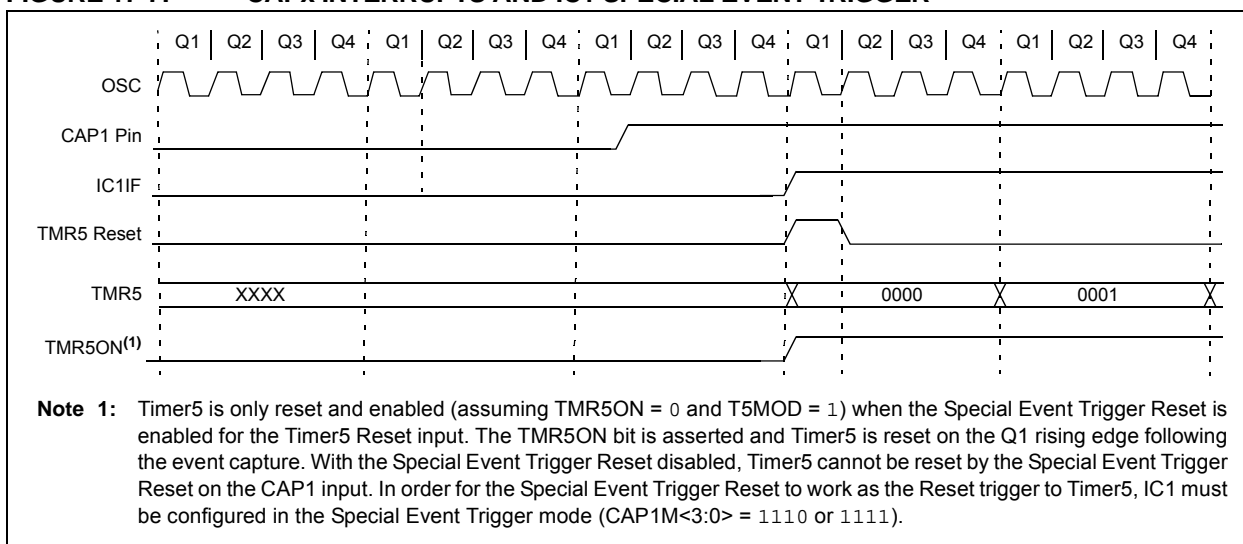 Q1 Q2 Q3 Q4 Q1 Q2 Q3 Q4 Q1 Q2 Q3 Q4 Q1 Q2 Q3 Q4 Q1 Q2 Q3 Q4
OSC
CAP1 Pin
IC1IF
TMR5 Reset
TMR5 XXXX 0000 0001
TMR5ON(1)
Note 1: Timer5 is only reset and enabled (assuming TMR5ON = 0 and T5MOD = 1) when the Special Event Trigger Reset is
enabled for the Timer5 Reset input. The TMR5ON bit is asserted and Timer5 is reset on the Q1 rising edge following
the event capture. With the Special Event Trigger Reset disabled, Timer5 cannot be reset by the Special Event Trigger
Reset on the CAP1 input. In order for the Special Event Trigger Reset to work as the Reset trigger to Timer5, IC1 must
be configured in the Special Event Trigger mode (CAP1M<3:0> = 1110 or 1111).